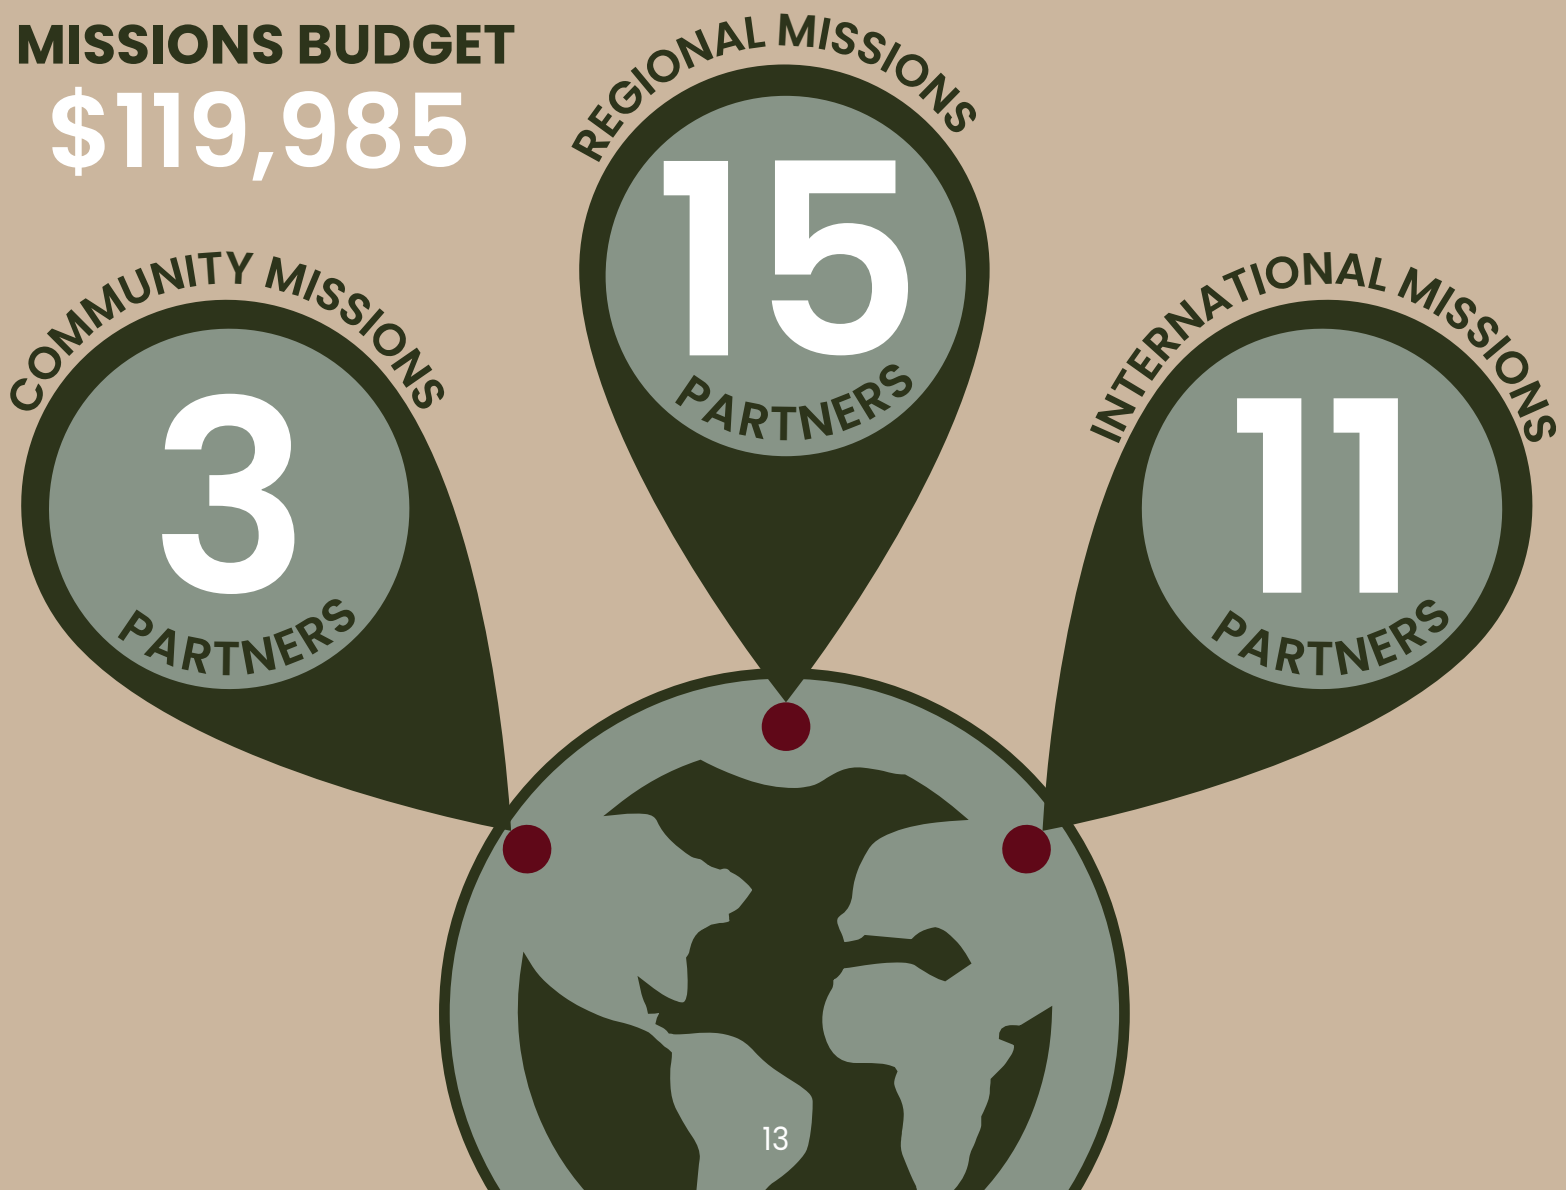 MISSIONS BUDGET
$119,985
REGIONAL MISSIONS
15
PARTNERS
COMMUNITY MISSIONS
3
PARTNERS
INTERNATIONAL MISSIONS
11
PARTNERS
13